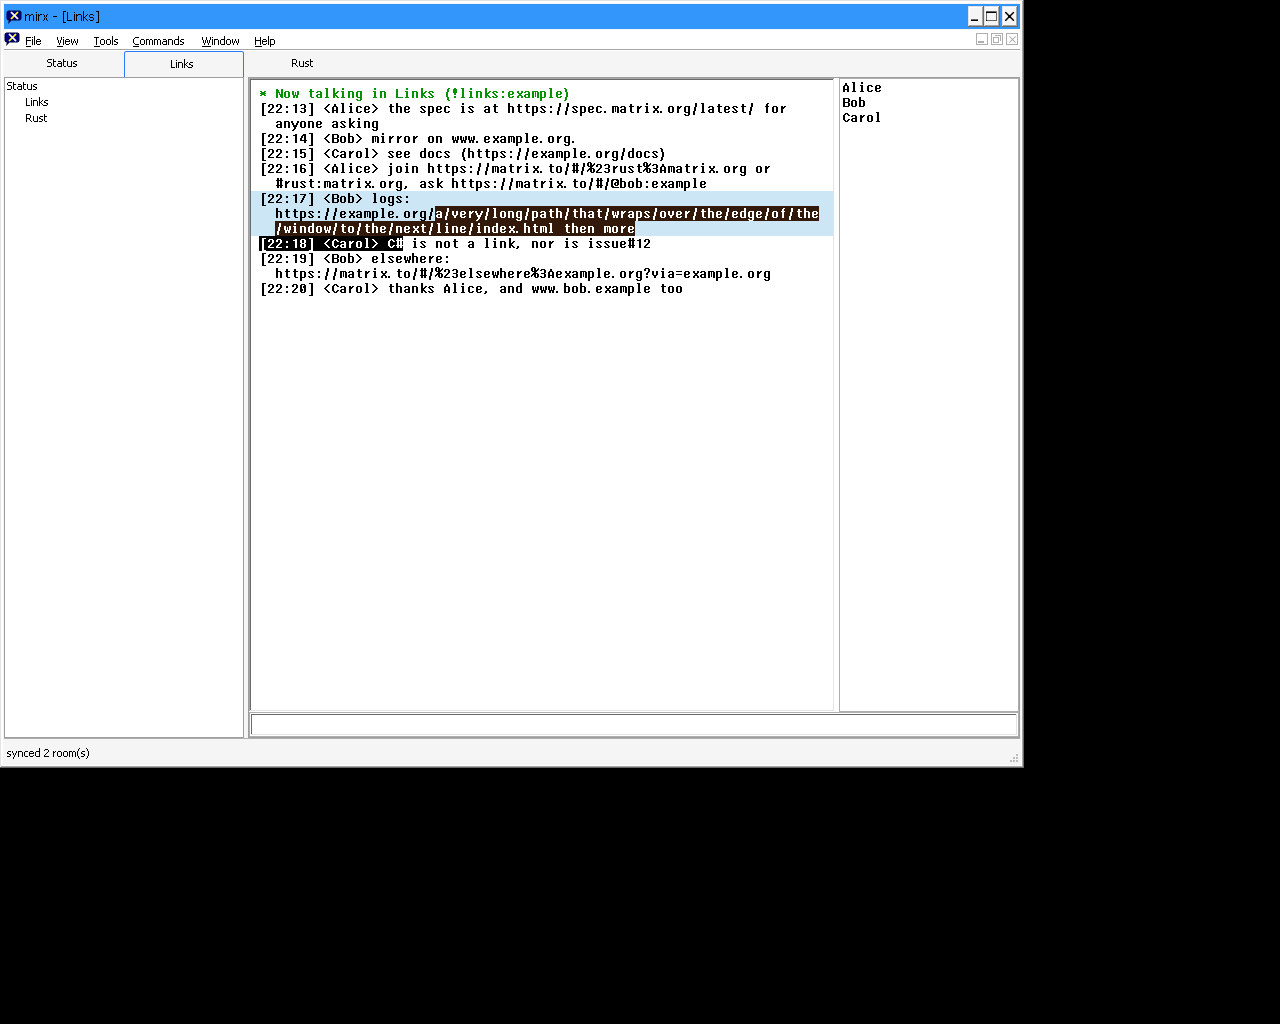 mirx - [Links]
File View Tools Commands Window Help
Status Links Rust
Status
Links
Rust
* Now talking in Links (!links:example)
[22:13] <Alice> the spec is at https://spec.matrix.org/latest/ for
anyone asking
[22:14] <Bob> mirror on www.example.org.
[22:15] <Carol> see docs (https://example.org/docs)
[22:16] <Alice> join https://matrix.to/#/%23rust%3Amatrix.org or
#rust:matrix.org, ask https://matrix.to/#/@bob:example
[22:17] <Bob> logs:
https://example.org/a/very/long/path/that/wraps/over/the/edge/of/the
/window/to/the/next/line/index.html then more
[22:18] <Carol> C# is not a link, nor is issue#12
[22:19] <Bob> elsewhere:
https://matrix.to/#/%23elsewhere%3Aexample.org?via=example.org
[22:20] <Carol> thanks Alice, and www.bob.example too
Alice
Bob
Carol
synced 2 room(s)